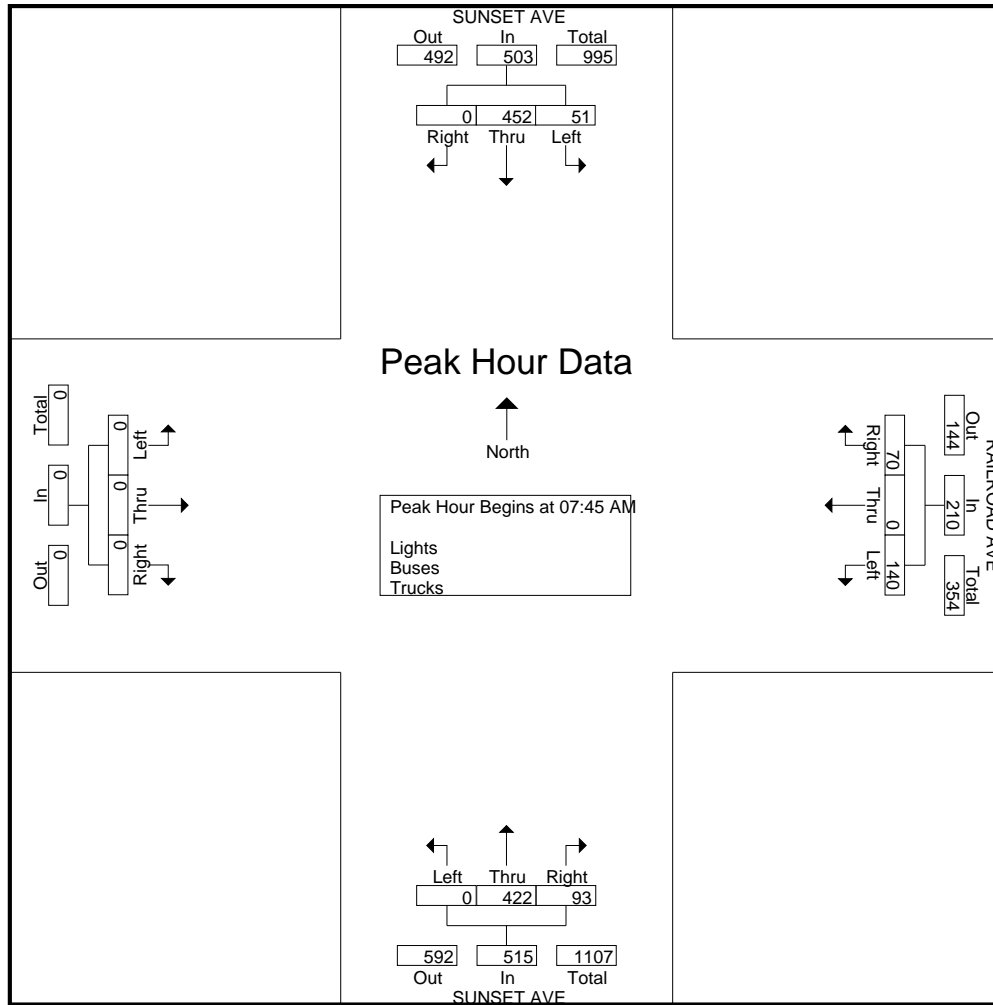 SUNSET AVE
Out In Total
492 503 995
0 452 51
Right Thru Left
Peak Hour Data
North
Peak Hour Begins at 07:45 AM
Lights
Buses
Trucks
Total In Out
0 0 0
0 0 0
Left Thru Right
RAILROAD AVE
Out In Total
144 210 354
70 0 140
Right Thru Left
Left Thru Right
0 422 93
592 515 1107
Out In Total
SUNSET AVE